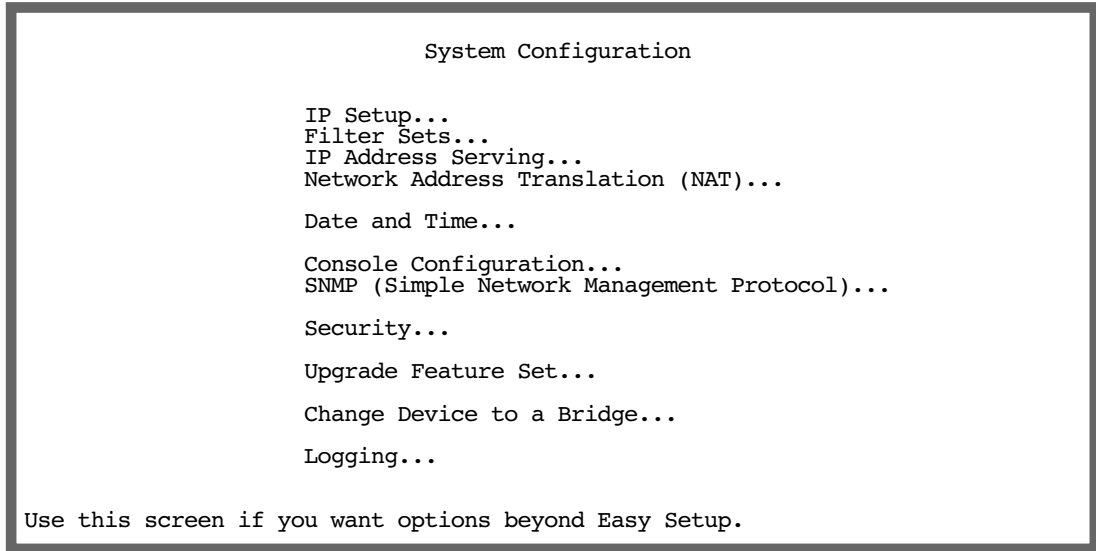 System Configuration
IP Setup...
Filter Sets...
IP Address Serving...
Network Address Translation (NAT)...
Date and Time...
Console Configuration...
SNMP (Simple Network Management Protocol)...
Security...
Upgrade Feature Set...
Change Device to a Bridge...
Logging...
Use this screen if you want options beyond Easy Setup.